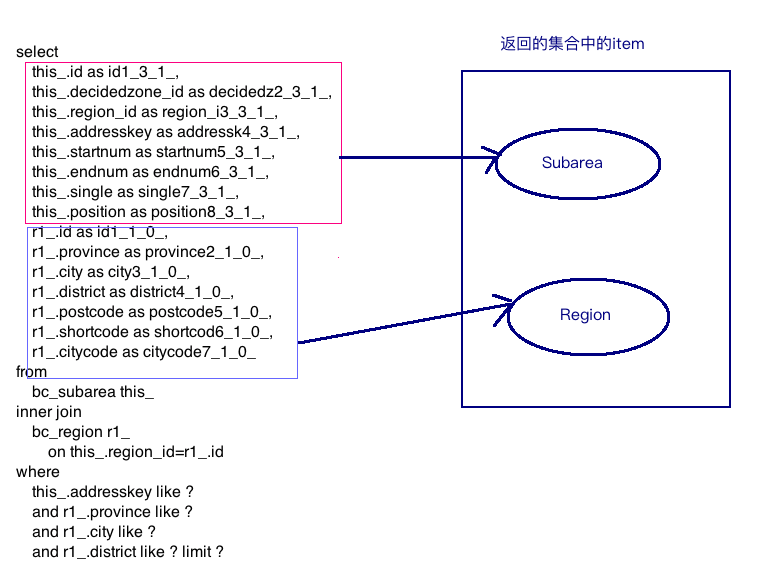 select
this_.id as id1_3_1_,
this_.decidedzone_id as decidedz2_3_1_,
this_.region_id as region_i3_3_1_,
this_.addresskey as addressk4_3_1_,
this_.startnum as startnum5_3_1_,
this_.endnum as endnum6_3_1_,
this_.single as single7_3_1_,
this_.position as position8_3_1_,
r1_.id as id1_1_0_,
r1_.province as province2_1_0_,
r1_.city as city3_1_0_,
r1_.district as district4_1_0_,
r1_.postcode as postcode5_1_0_,
r1_.shortcode as shortcod6_1_0_,
r1_.citycode as citycode7_1_0_
from
bc_subarea this_
inner join
bc_region r1_
on this_.region_id=r1_.id
where
this_.addresskey like ?
and r1_.province like ?
and r1_.city like ?
and r1_.district like ? limit ?
返回的集合中的item
Subarea
Region